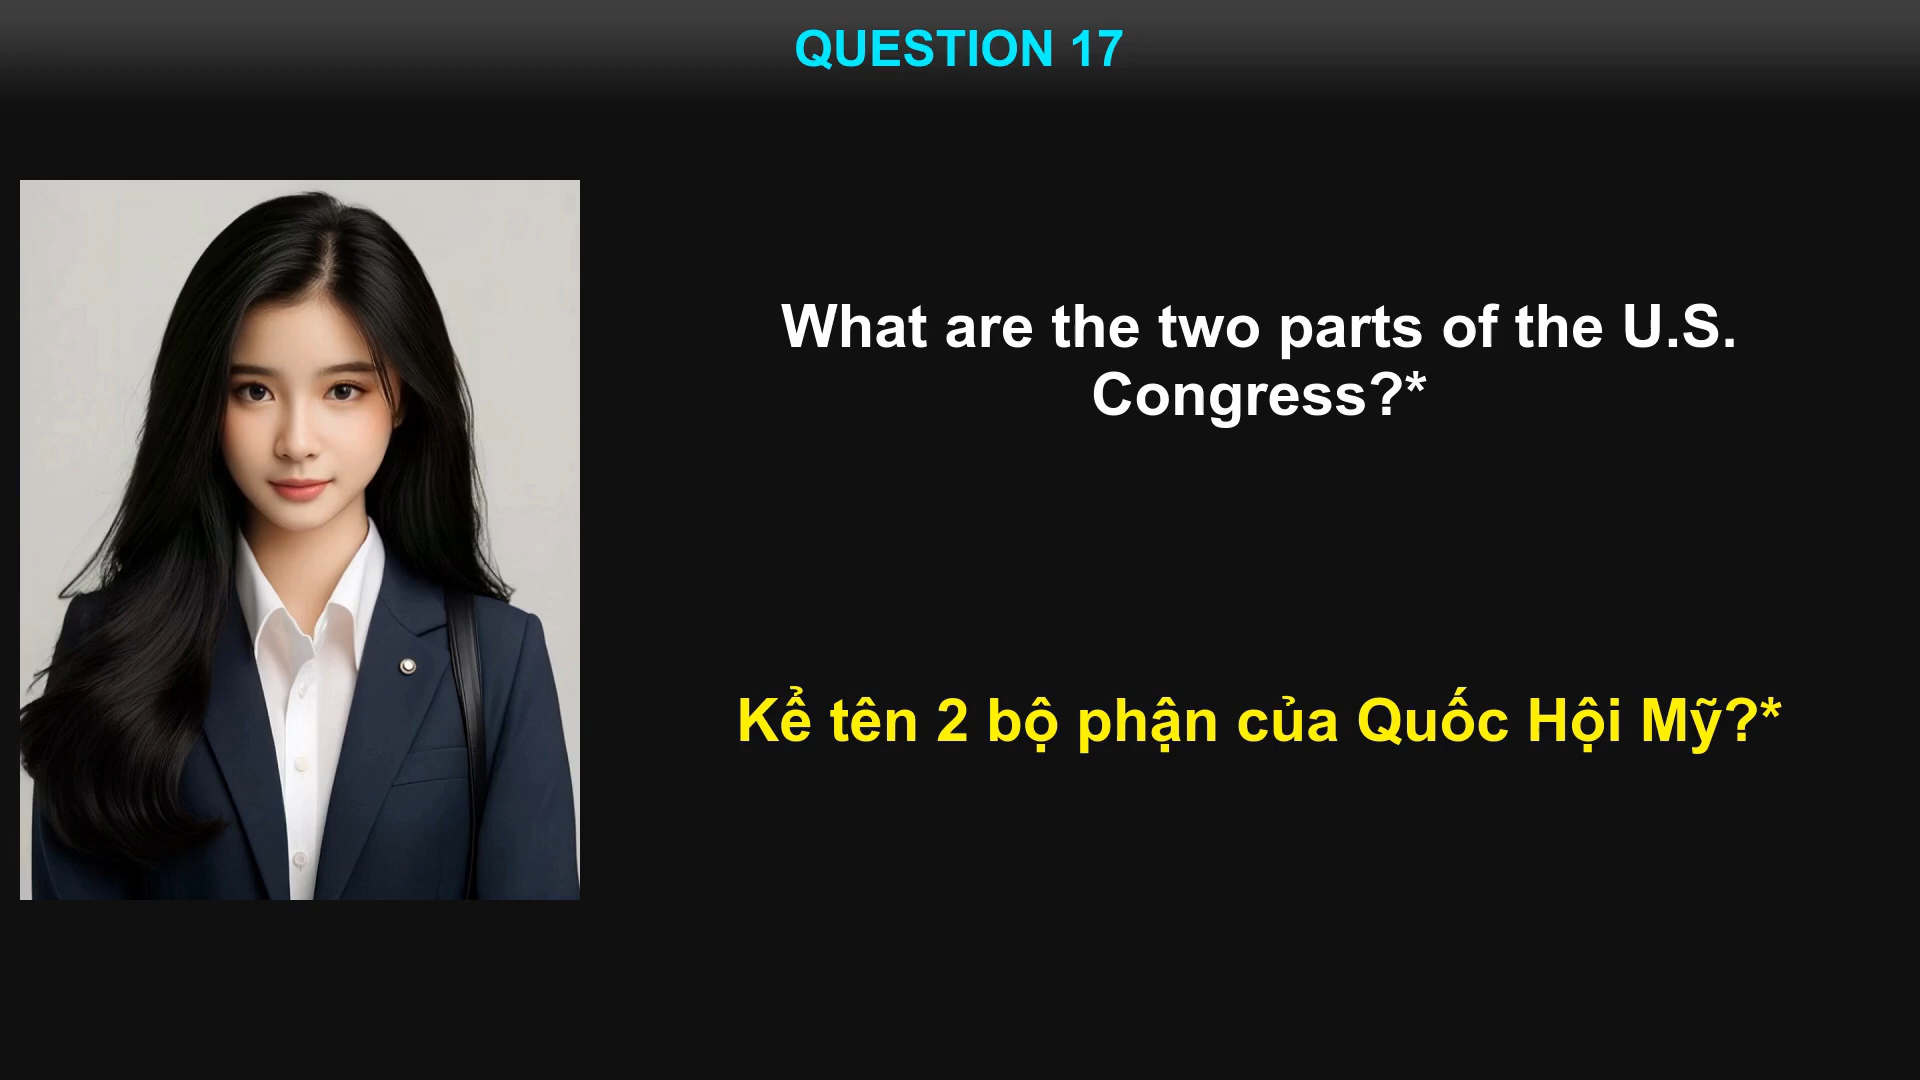 QUESTION 17
What are the two parts of the U.S.
Congress?*
Kể tên 2 bộ phận của Quốc Hội Mỹ?*